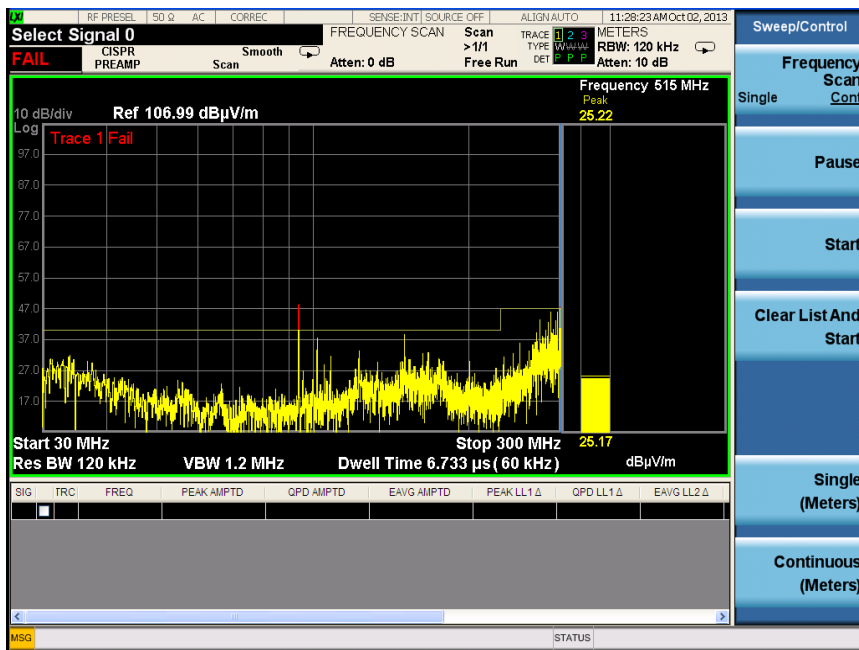 LXI RF PRESEL 50 Ω AC CORREC SENSE:INT SOURCE OFF ALIGN AUTO 11:28:23 AM Oct 02, 2013
Select Signal 0
FREQUENCY SCAN
Scan
>1/1
Free Run
TRACE 1 2 3
TYPE WWWWW
DET P P P
METERS
RBW: 120 kHz
Atten: 10 dB
FAIL
CISPR
PREAMP
Smooth
Scan
Atten: 0 dB
Frequency 515 MHz
Peak
25.22
10 dB/div Ref 106.99 dBµV/m
Log
Trace 1 Fail
97.0
87.0
77.0
67.0
57.0
47.0
37.0
27.0
17.0
Start 30 MHz Stop 300 MHz
25.17
Res BW 120 kHz VBW 1.2 MHz Dwell Time 6.733 µs (60 kHz)
dBµV/m
SIG TRC FREQ PEAK AMPTD QPD AMPTD EAVG AMPTD PEAK LL1 Δ QPD LL1 Δ EAVG LL2 Δ
MSG STATUS
Sweep/Control
Frequency
Scan
Single Cont
Pause
Start
Clear List And
Start
Single
(Meters)
Continuous
(Meters)